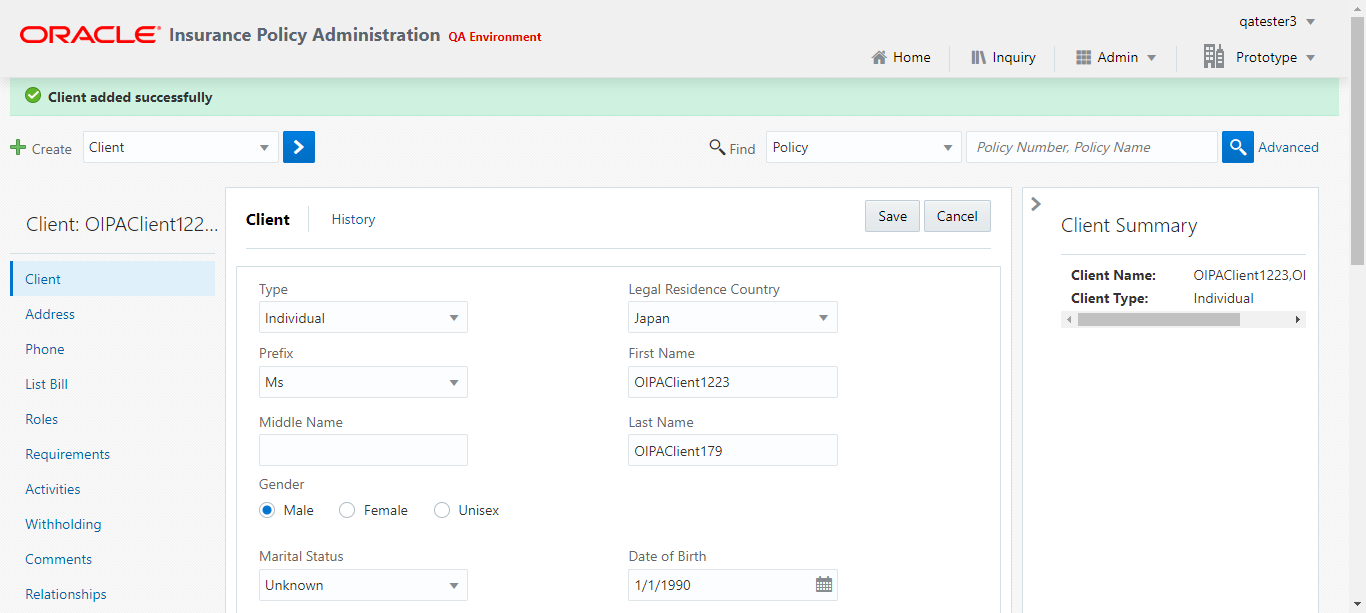 ORACLE Insurance Policy Administration QA Environment
qatester3
Home Inquiry Admin Prototype
Client added successfully
Create Client
Find Policy Policy Number, Policy Name Advanced
Client: OIPAClient122...
Client
Address
Phone
List Bill
Roles
Requirements
Activities
Withholding
Comments
Relationships
Client History Save Cancel
Type Legal Residence Country
Individual Japan
Prefix First Name
Ms OIPAClient1223
Middle Name Last Name
OIPAClient179
Gender
Male Female Unisex
Marital Status Date of Birth
Unknown 1/1/1990
Client Summary
Client Name: OIPAClient1223,OI
Client Type: Individual